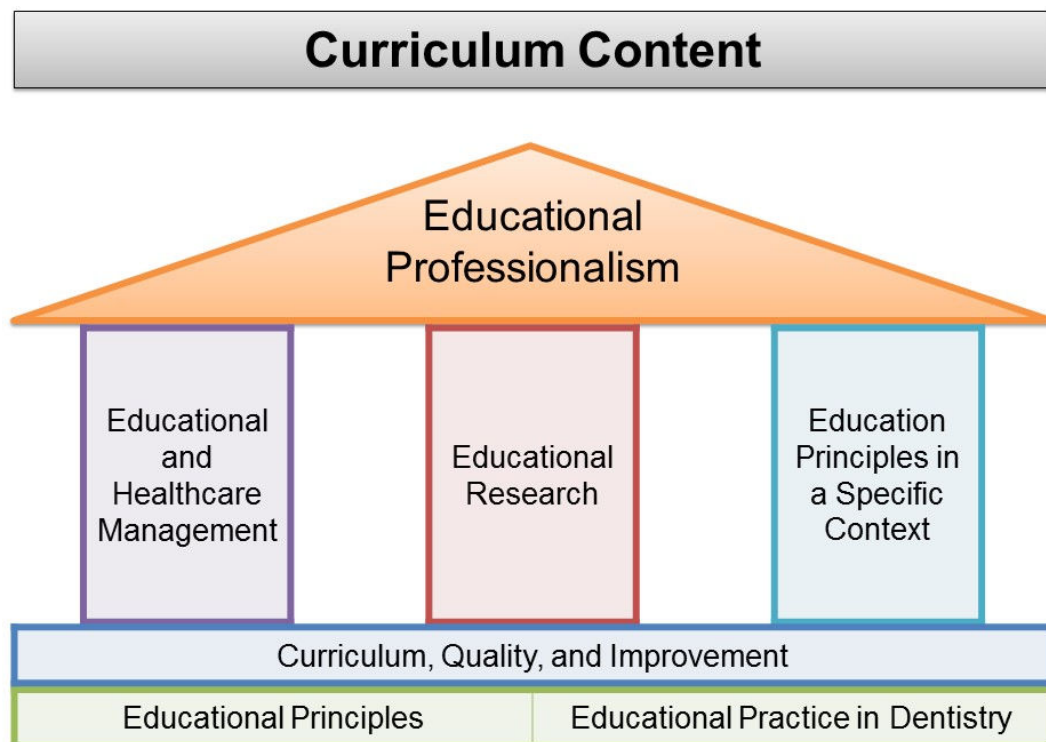 Curriculum Content
Educational
Professionalism
Educational
and
Healthcare
Management
Educational
Research
Education
Principles in
a Specific
Context
Curriculum, Quality, and Improvement
Educational Principles
Educational Practice in Dentistry